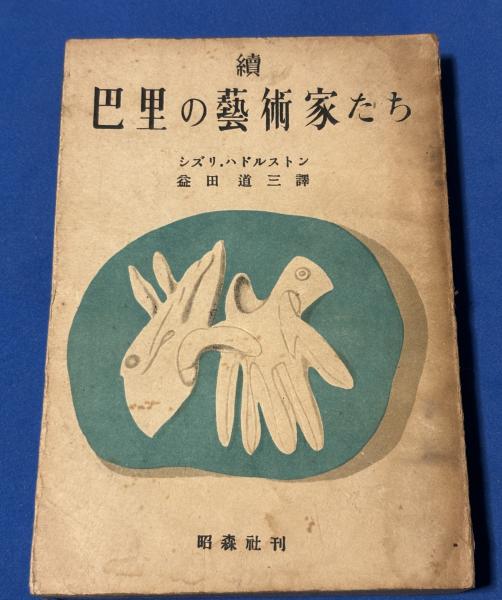 續
巴里の藝術家たち
シズリ・ハドルストン
益田道三譯
昭森社刊